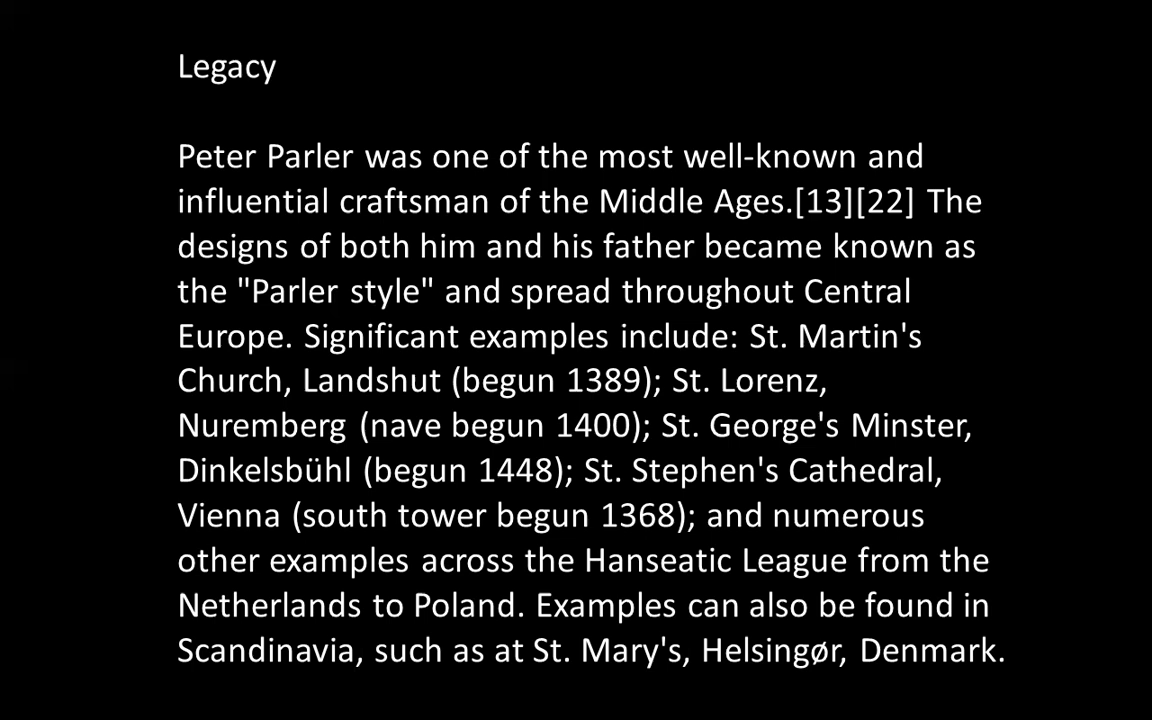 Legacy
Peter Parler was one of the most well-known and
influential craftsman of the Middle Ages.[13][22] The
designs of both him and his father became known as
the "Parler style" and spread throughout Central
Europe. Significant examples include: St. Martin's
Church, Landshut (begun 1389); St. Lorenz,
Nuremberg (nave begun 1400); St. George's Minster,
Dinkelsbühl (begun 1448); St. Stephen's Cathedral,
Vienna (south tower begun 1368); and numerous
other examples across the Hanseatic League from the
Netherlands to Poland. Examples can also be found in
Scandinavia, such as at St. Mary's, Helsingør, Denmark.